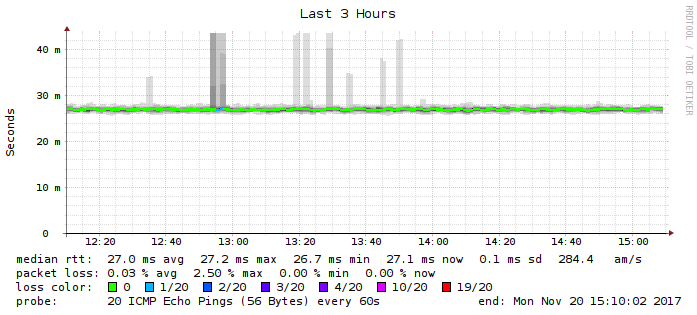 Last 3 Hours
RRDTOOL / TOBI OETIKER
Seconds
40 m
30 m
20 m
10 m
0
12:20 12:40 13:00 13:20 13:40 14:00 14:20 14:40 15:00
median rtt: 27.0 ms avg 27.2 ms max 26.7 ms min 27.1 ms now 0.1 ms sd 284.4 am/s
packet loss: 0.03 % avg 2.50 % max 0.00 % min 0.00 % now
loss color: 0 1/20 2/20 3/20 4/20 10/20 19/20
probe: 20 ICMP Echo Pings (56 Bytes) every 60s end: Mon Nov 20 15:10:02 2017